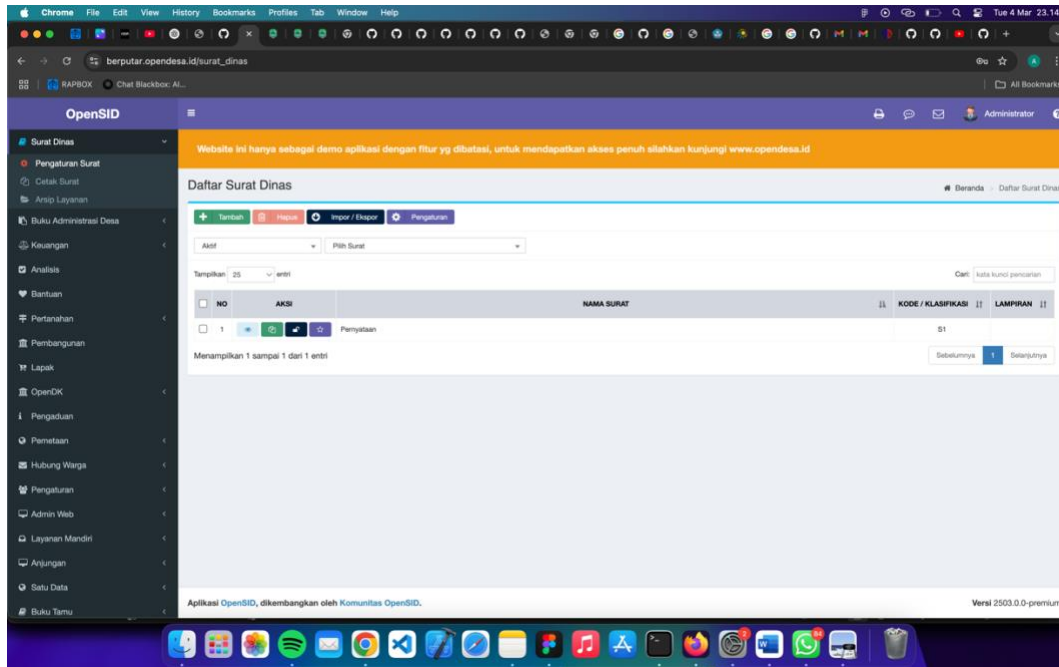 Chrome File Edit View History Bookmarks Profiles Tab Window Help
Tue 4 Mar 23.14
berputar.opendesa.id/surat_dinas
RAPBOX Chat Blackbox: AI... All Bookmarks
OpenSID Administrator
Website ini hanya sebagai demo aplikasi dengan fitur yg dibatasi, untuk mendapatkan akses penuh silahkan kunjungi www.opendesa.id
Surat Dinas
Pengaturan Surat
Cetak Surat
Arsip Layanan
Buku Administrasi Desa
Keuangan
Analisis
Bantuan
Pertanahan
Pembangunan
Lapak
OpenDK
Pengaduan
Pemetaan
Hubung Warga
Pengaturan
Admin Web
Layanan Mandiri
Anjungan
Satu Data
Buku Tamu
Daftar Surat Dinas Beranda > Daftar Surat Dinas
Tambah Hapus Impor / Ekspor Pengaturan
Aktif Pilih Surat
Tampilkan 25 entri Cari: kata kunci pencarian
NO AKSI NAMA SURAT KODE / KLASIFIKASI LAMPIRAN
1 Pernyataan S1
Menampilkan 1 sampai 1 dari 1 entri Sebelumnya 1 Selanjutnya
Aplikasi OpenSID, dikembangkan oleh Komunitas OpenSID. Versi 2503.0.0-premium